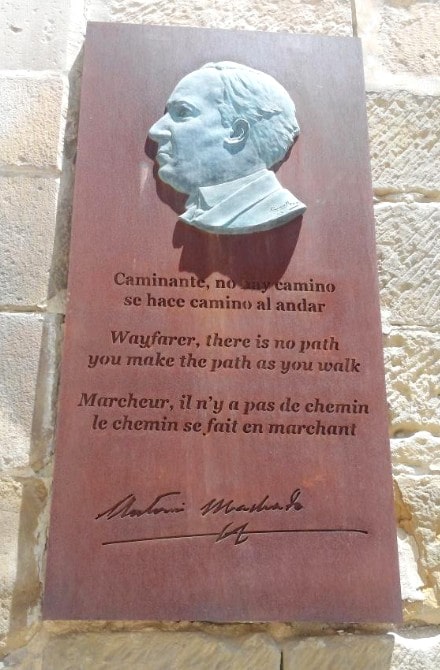 Caminante, no hay camino
se hace camino al andar
Wayfarer, there is no path
you make the path as you walk
Marcheur, il n'y a pas de chemin
le chemin se fait en marchant
Antonio Machado